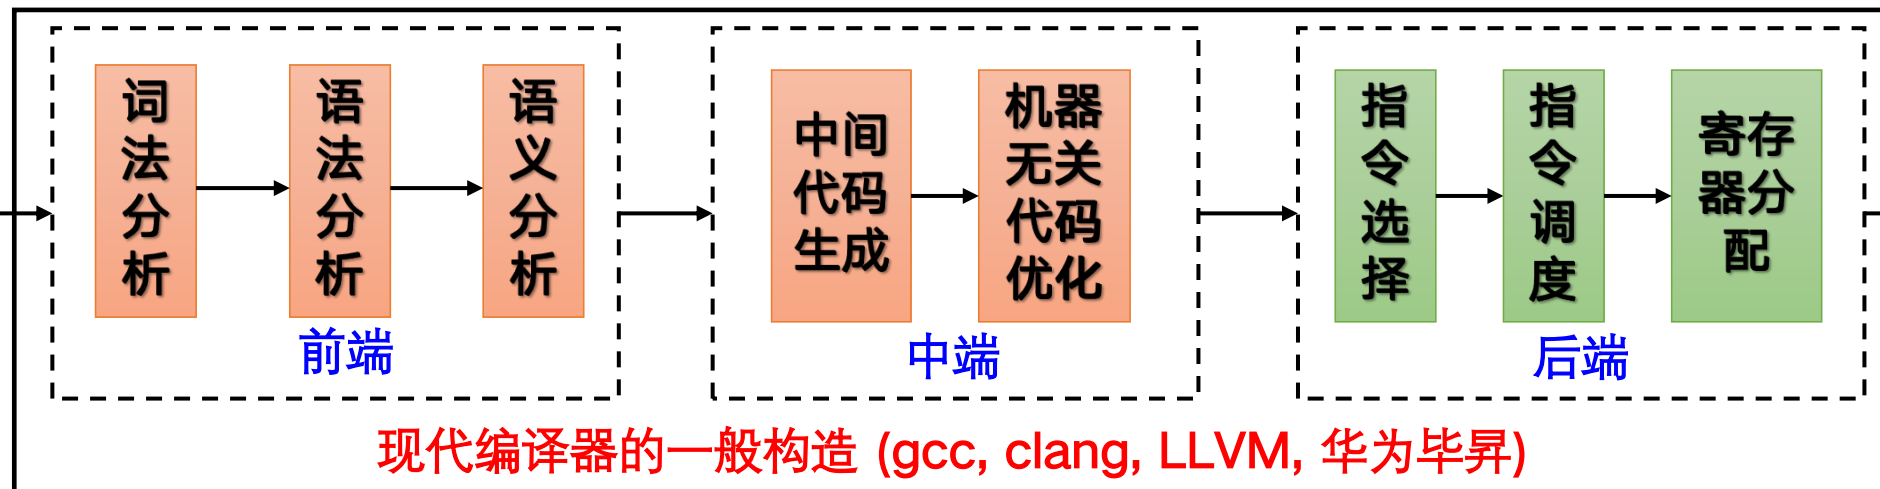 词
法
分
析
语
法
分
析
语
义
分
析
前端
中间
代码
生成
机器
无关
代码
优化
中端
指
令
选
择
指
令
调
度
寄存
器分
配
后端
现代编译器的一般构造 (gcc, clang, LLVM, 华为毕昇)